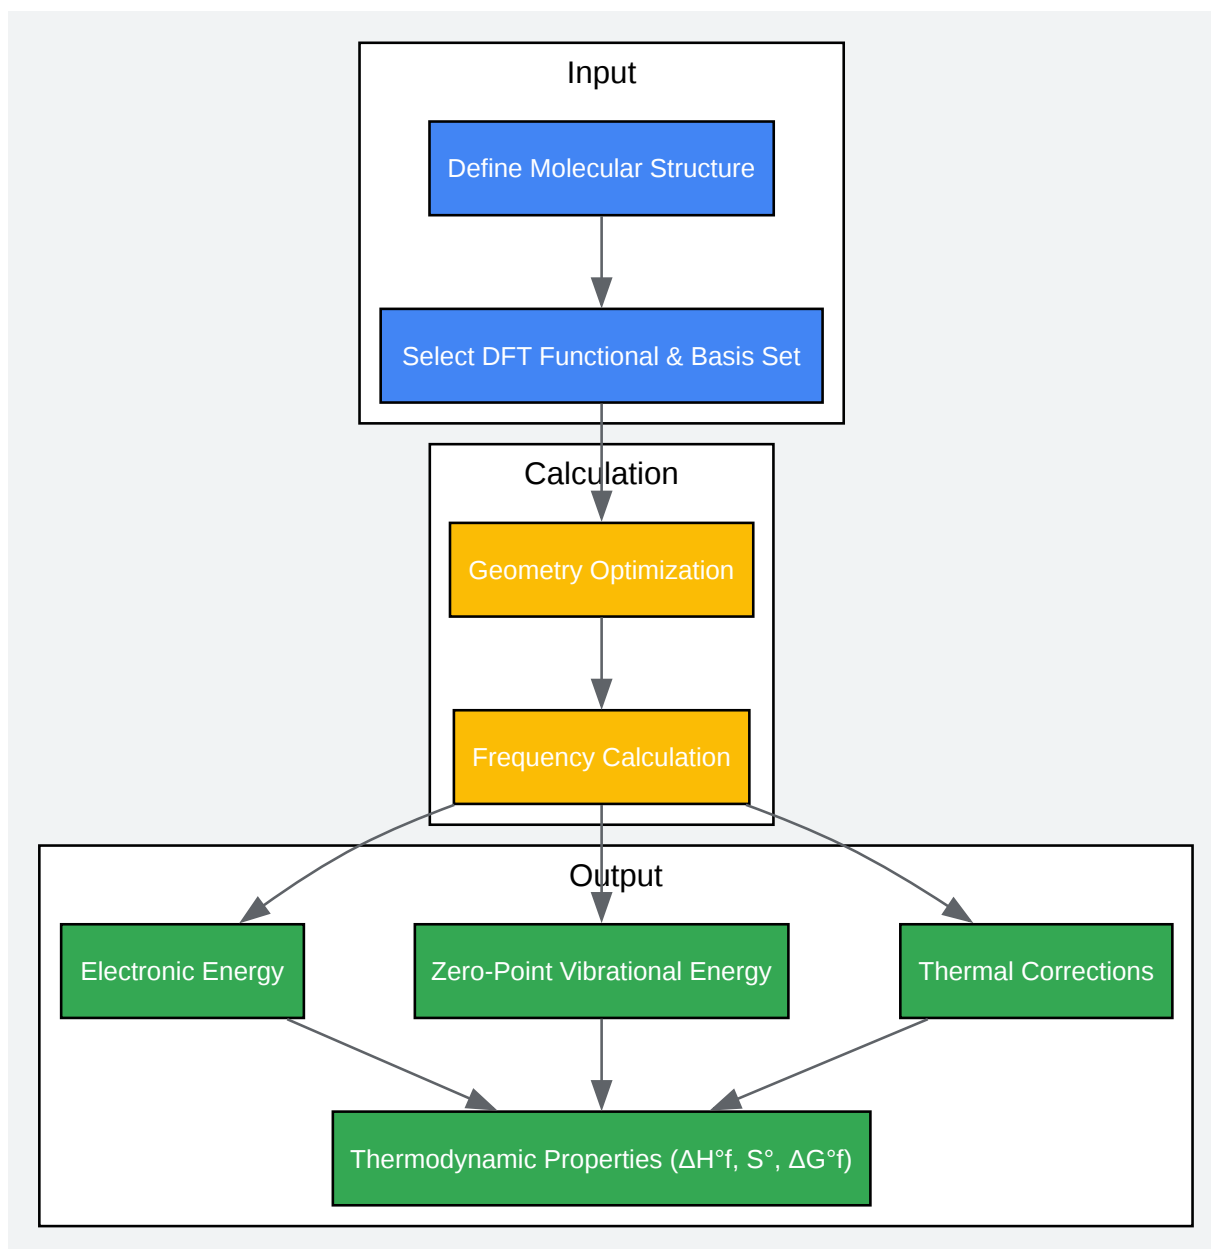 Input
Define Molecular Structure
Select DFT Functional & Basis Set
Calculation
Geometry Optimization
Frequency Calculation
Output
Electronic Energy
Zero-Point Vibrational Energy
Thermal Corrections
Thermodynamic Properties (ΔH°f, S°, ΔG°f)